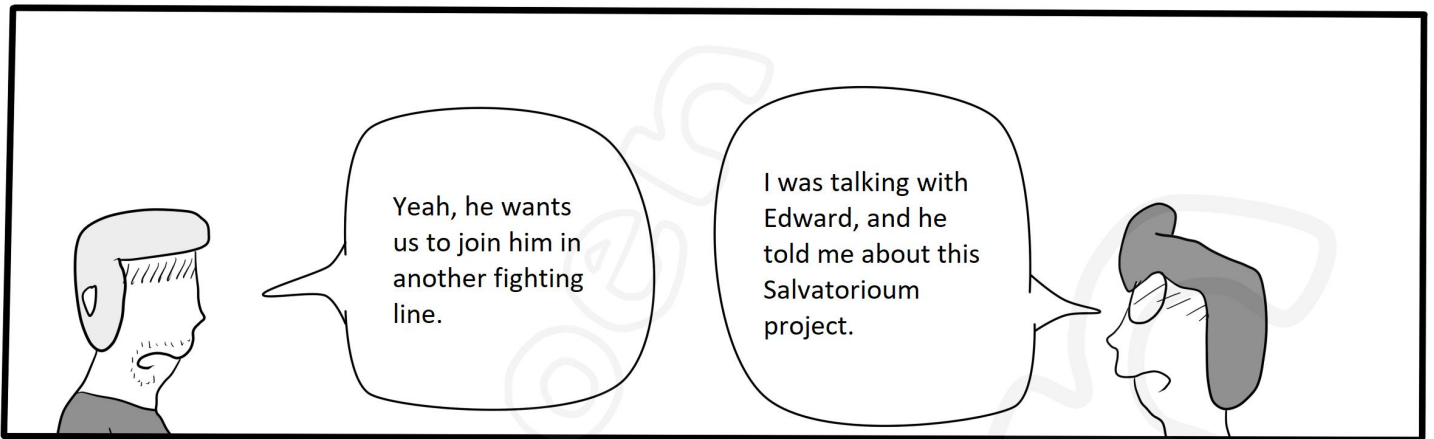 I was talking with
Edward, and he
told me about this
Salvatorioum
project.
Yeah, he wants
us to join him in
another fighting
line.